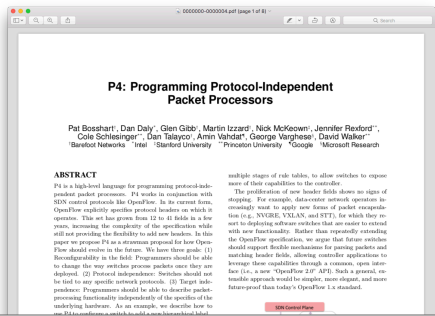 0000000-0000004.pdf (page 1 of 8)
Search
P4: Programming Protocol-Independent
Packet Processors
Pat Bosshart†, Dan Daly*, Glen Gibb†, Martin Izzard†, Nick McKeown‡, Jennifer Rexford**,
Cole Schlesinger**, Dan Talayco†, Amin Vahdat¶, George Varghese§, David Walker**
†Barefoot Networks *Intel ‡Stanford University **Princeton University ¶Google §Microsoft Research
ABSTRACT
P4 is a high-level language for programming protocol-inde-
pendent packet processors. P4 works in conjunction with
SDN control protocols like OpenFlow. In its current form,
OpenFlow explicitly specifies protocol headers on which it
operates. This set has grown from 12 to 41 fields in a few
years, increasing the complexity of the specification while
still not providing the flexibility to add new headers. In this
paper we propose P4 as a strawman proposal for how Open-
Flow should evolve in the future. We have three goals: (1)
Reconfigurability in the field: Programmers should be able
to change the way switches process packets once they are
deployed. (2) Protocol independence: Switches should not
be tied to any specific network protocols. (3) Target inde-
pendence: Programmers should be able to describe packet-
processing functionality independently of the specifics of the
underlying hardware. As an example, we describe how to
use P4 to configure a switch to add a new hierarchical label.
multiple stages of rule tables, to allow switches to expose
more of their capabilities to the controller.
The proliferation of new header fields shows no signs of
stopping. For example, data-center network operators in-
creasingly want to apply new forms of packet encapsula-
tion (e.g., NVGRE, VXLAN, and STT), for which they re-
sort to deploying software switches that are easier to extend
with new functionality. Rather than repeatedly extending
the OpenFlow specification, we argue that future switches
should support flexible mechanisms for parsing packets and
matching header fields, allowing controller applications to
leverage these capabilities through a common, open inter-
face (i.e., a new "OpenFlow 2.0" API). Such a general, ex-
tensible approach would be simpler, more elegant, and more
future-proof than today's OpenFlow 1.x standard.
SDN Control Plane